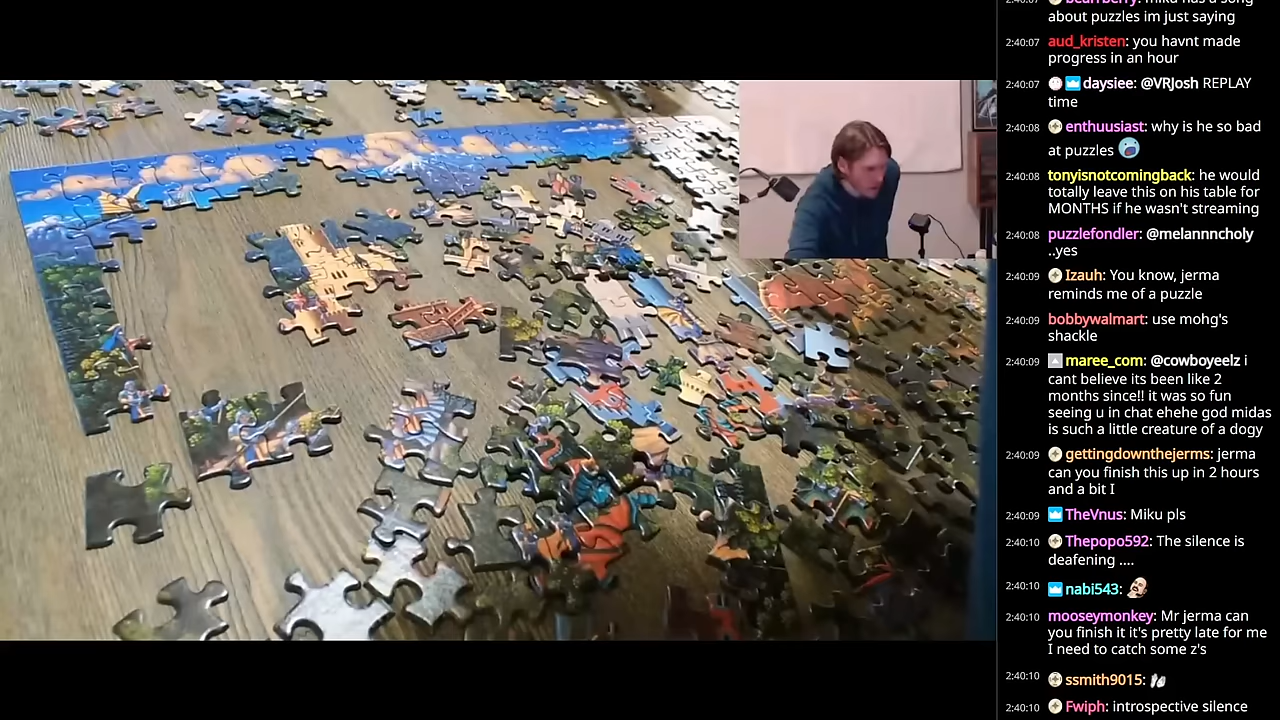 about puzzles im just saying
2:40:07 aud_kristen: you havnt made
progress in an hour
2:40:07 daysiee: @VRJosh REPLAY
time
2:40:08 enthuusiast: why is he so bad
at puzzles
2:40:08 tonyisnotcomingback: he would
totally leave this on his table for
MONTHS if he wasn't streaming
2:40:08 puzzlefondler: @melannncholy
..yes
2:40:09 Izauh: You know, jerma
reminds me of a puzzle
2:40:09 bobbywalmart: use mohg's
shackle
2:40:09 maree_com: @cowboyeelz i
cant believe its been like 2
months since!! it was so fun
seeing u in chat ehehe god midas
is such a little creature of a dogy
2:40:09 gettingdownthejerms: jerma
can you finish this up in 2 hours
and a bit I
2:40:09 TheVnus: Miku pls
2:40:10 Thepopo592: The silence is
deafening ....
2:40:10 nabi543:
2:40:10 mooseymonkey: Mr jerma can
you finish it it's pretty late for me
I need to catch some z's
2:40:10 ssmith9015:
2:40:10 Fwiph: introspective silence